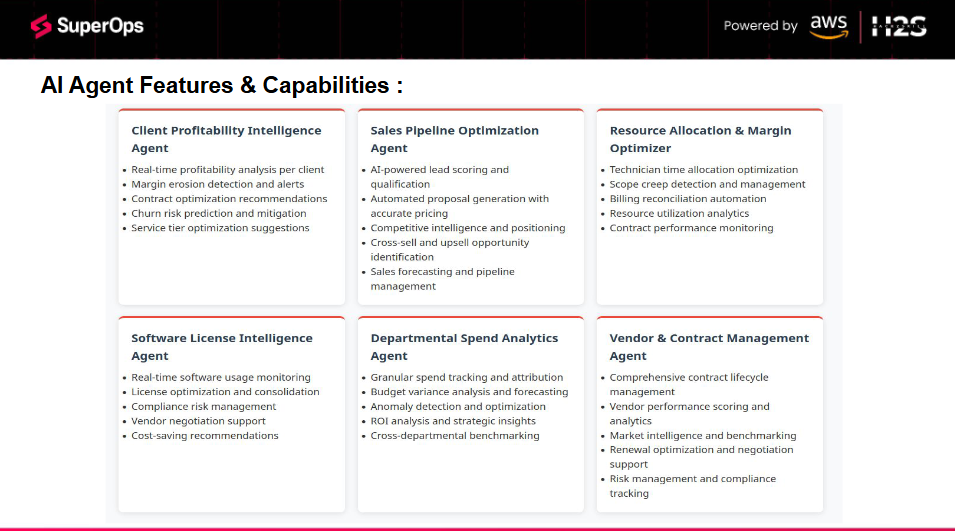 SuperOps
Powered by aws
H2S
HACK2SKILL
AI Agent Features & Capabilities :
Client Profitability Intelligence
Agent
• Real-time profitability analysis per client
• Margin erosion detection and alerts
• Contract optimization recommendations
• Churn risk prediction and mitigation
• Service tier optimization suggestions
Sales Pipeline Optimization
Agent
• AI-powered lead scoring and
qualification
• Automated proposal generation with
accurate pricing
• Competitive intelligence and positioning
• Cross-sell and upsell opportunity
identification
• Sales forecasting and pipeline
management
Resource Allocation & Margin
Optimizer
• Technician time allocation optimization
• Scope creep detection and management
• Billing reconciliation automation
• Resource utilization analytics
• Contract performance monitoring
Software License Intelligence
Agent
• Real-time software usage monitoring
• License optimization and consolidation
• Compliance risk management
• Vendor negotiation support
• Cost-saving recommendations
Departmental Spend Analytics
Agent
• Granular spend tracking and attribution
• Budget variance analysis and forecasting
• Anomaly detection and optimization
• ROI analysis and strategic insights
• Cross-departmental benchmarking
Vendor & Contract Management
Agent
• Comprehensive contract lifecycle
management
• Vendor performance scoring and
analytics
• Market intelligence and benchmarking
• Renewal optimization and negotiation
support
• Risk management and compliance
tracking